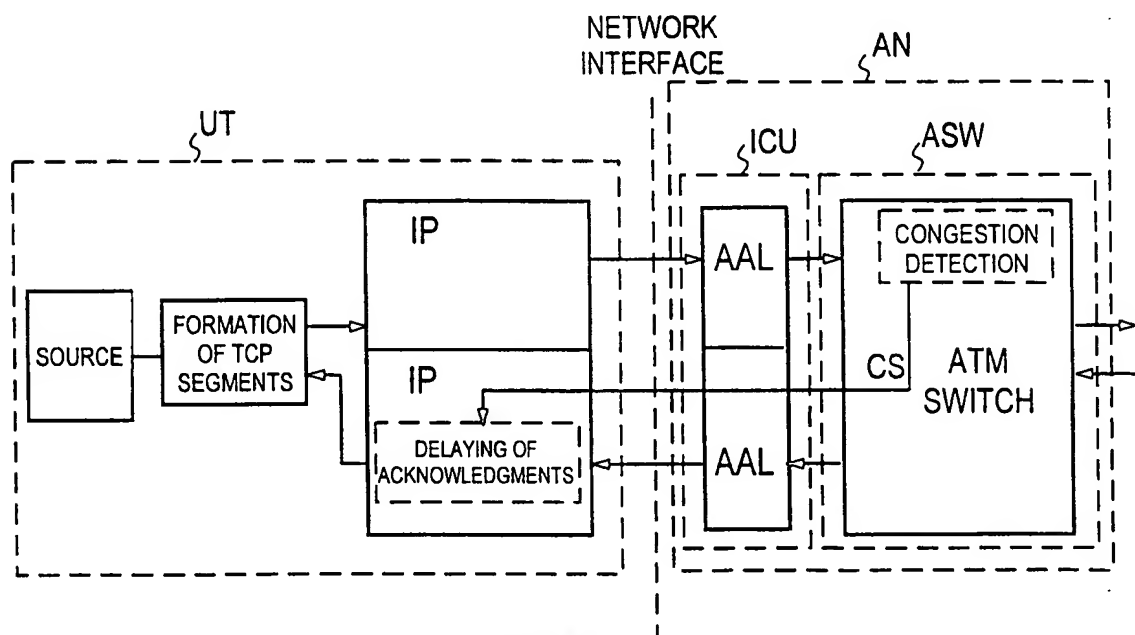 NETWORK
INTERFACE
AN
UT
ICU
ASW
IP
AAL
CONGESTION
DETECTION
SOURCE
FORMATION
OF TCP
SEGMENTS
IP
CS
ATM
SWITCH
DELAYING OF
ACKNOWLEDGMENTS
AAL